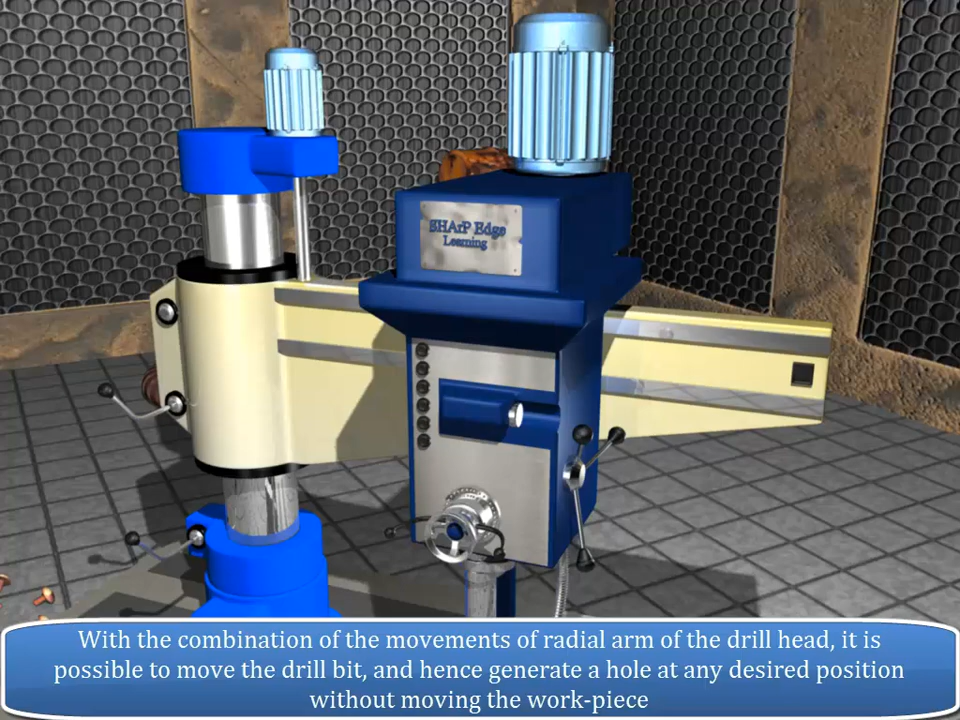 SHArP Edge
Learning
With the combination of the movements of radial arm of the drill head, it is
possible to move the drill bit, and hence generate a hole at any desired position
without moving the work-piece